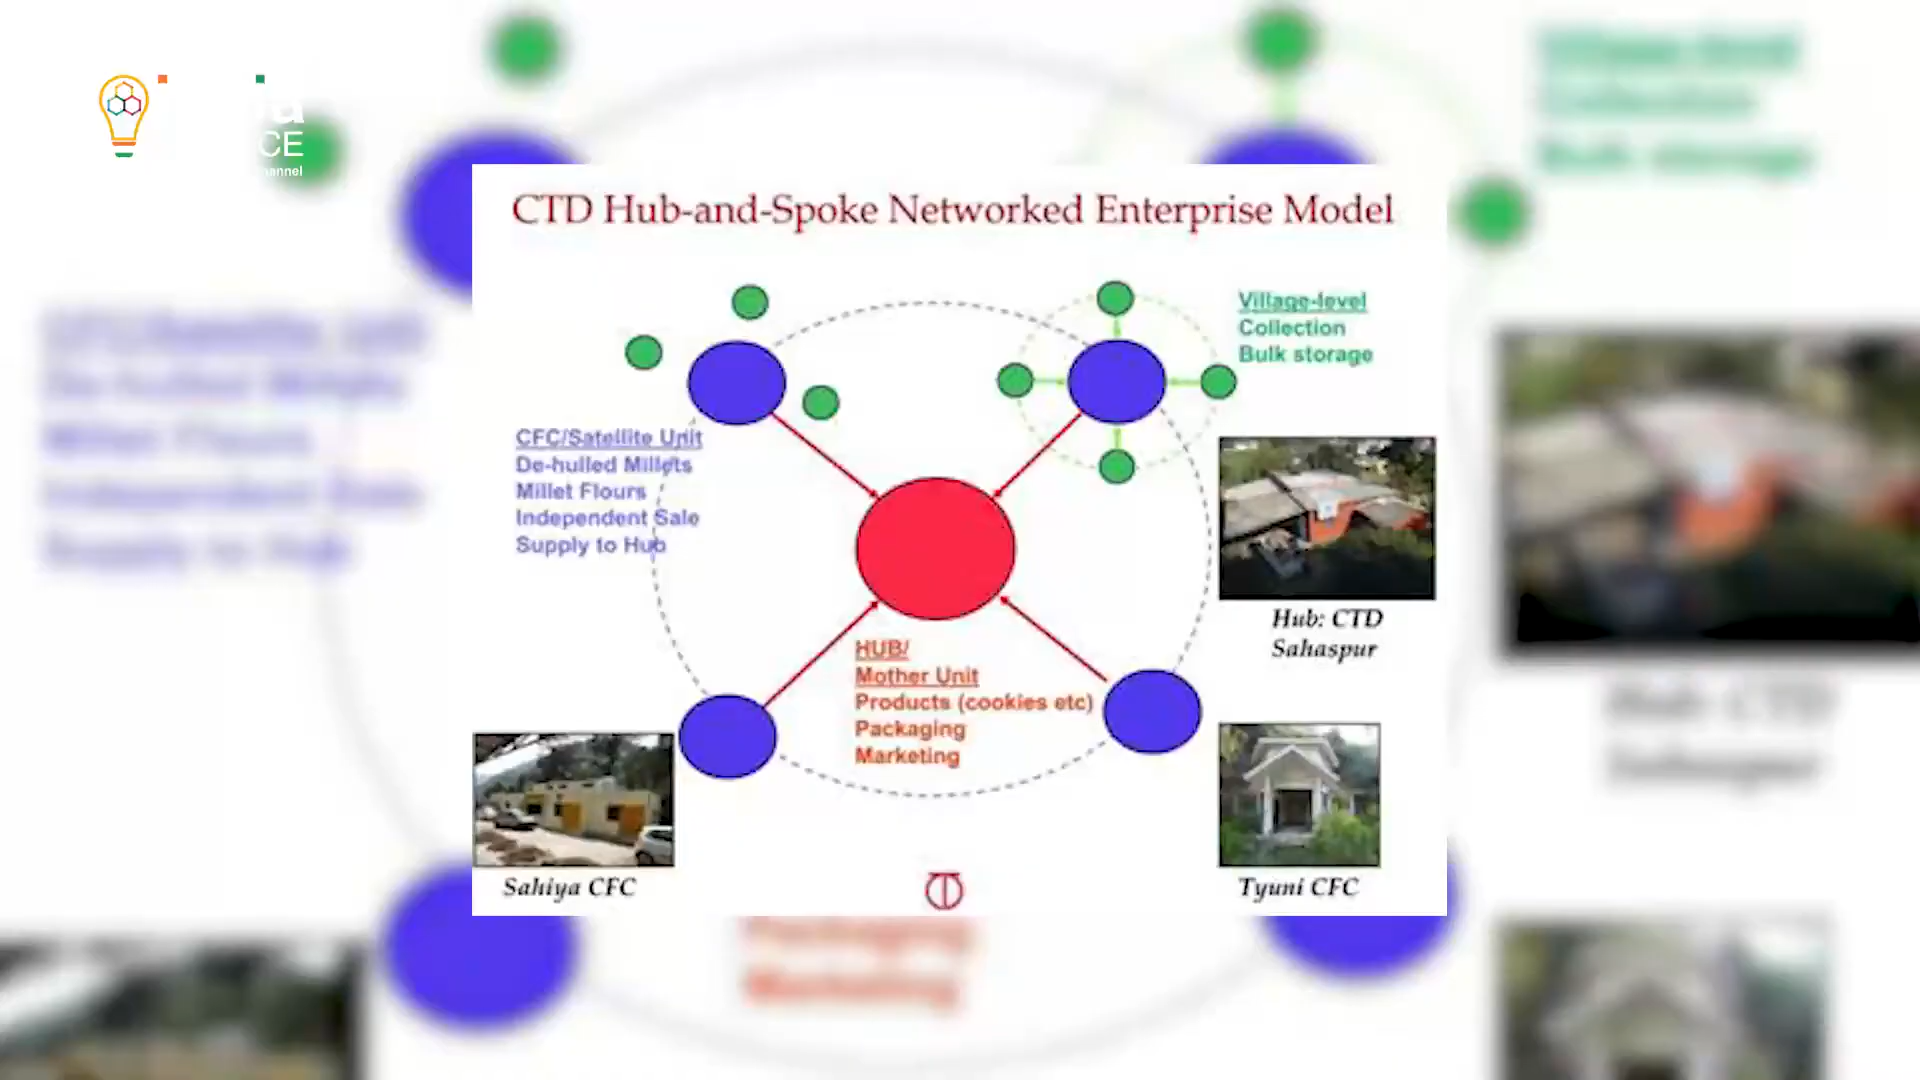 a
CE
annel
CTD Hub-and-Spoke Networked Enterprise Model
Village-level
Collection
Bulk storage
CFC/Satellite Unit
De-hulled Millets
Millet Flours
Independent Sale
Supply to Hub
Hub: CTD
Sahaspur
HUB/
Mother Unit
Products (cookies etc)
Packaging
Marketing
Sahiya CFC
Tyuni CFC